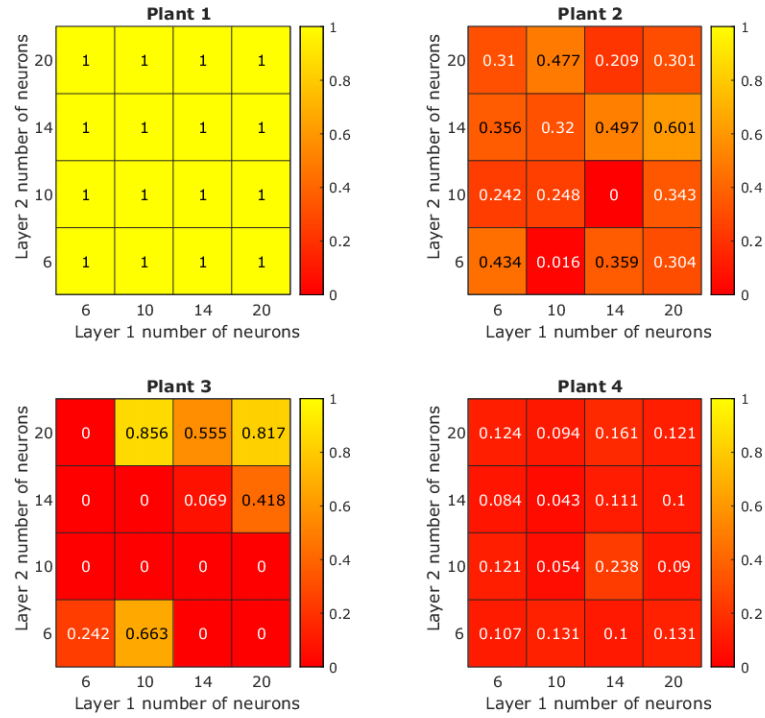 Plant 1
Layer 2 number of neurons
20 1 1 1 1
14 1 1 1 1
10 1 1 1 1
6 1 1 1 1
6 10 14 20
Layer 1 number of neurons
1
0.8
0.6
0.4
0.2
0
Plant 2
Layer 2 number of neurons
20 0.31 0.477 0.209 0.301
14 0.356 0.32 0.497 0.601
10 0.242 0.248 0 0.343
6 0.434 0.016 0.359 0.304
6 10 14 20
Layer 1 number of neurons
1
0.8
0.6
0.4
0.2
0
Plant 3
Layer 2 number of neurons
20 0 0.856 0.555 0.817
14 0 0 0.069 0.418
10 0 0 0 0
6 0.242 0.663 0 0
6 10 14 20
Layer 1 number of neurons
1
0.8
0.6
0.4
0.2
0
Plant 4
Layer 2 number of neurons
20 0.124 0.094 0.161 0.121
14 0.084 0.043 0.111 0.1
10 0.121 0.054 0.238 0.09
6 0.107 0.131 0.1 0.131
6 10 14 20
Layer 1 number of neurons
1
0.8
0.6
0.4
0.2
0